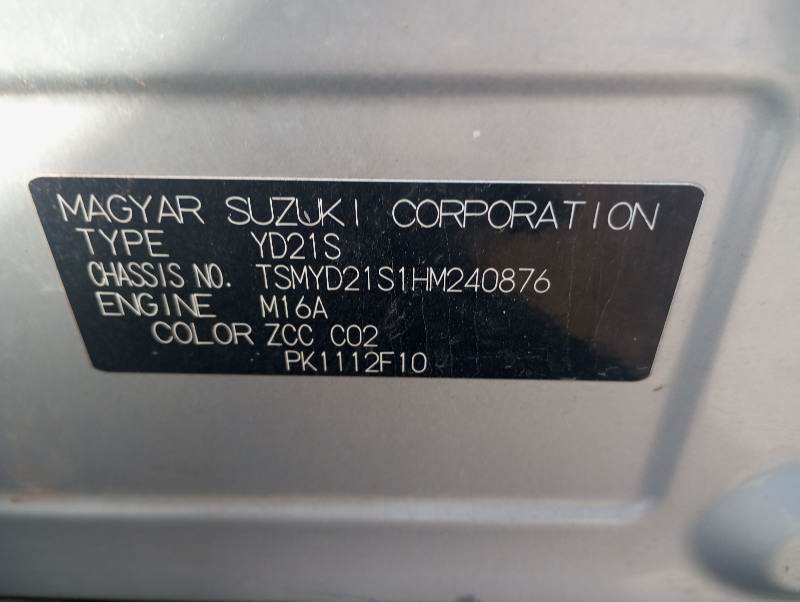 MAGYAR SUZUKI CORPORATION
TYPE YD21S
CHASSIS NO. TSMYD21S1HM240876
ENGINE M16A
COLOR ZCC C02
PK1112F10